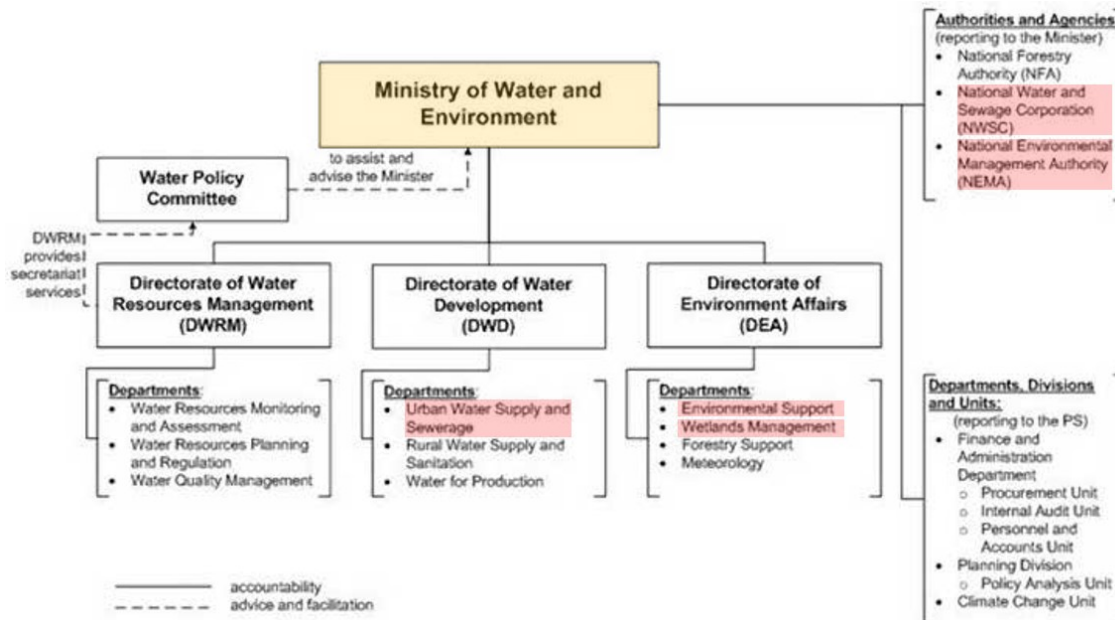 Ministry of Water and
Environment
Authorities and Agencies
(reporting to the Minister)
• National Forestry
Authority (NFA)
• National Water and
Sewage Corporation
(NWSC)
• National Environmental
Management Authority
(NEMA)
to assist and
advise the Minister
Water Policy
Committee
DWRM
provides
secretariat
services
Directorate of Water
Resources Management
(DWRM)
Directorate of Water
Development
(DWD)
Directorate of
Environment Affairs
(DEA)
Departments:
• Water Resources Monitoring
and Assessment
• Water Resources Planning
and Regulation
• Water Quality Management
Departments:
• Urban Water Supply and
Sewerage
• Rural Water Supply and
Sanitation
• Water for Production
Departments:
• Environmental Support
• Wetlands Management
• Forestry Support
• Meteorology
Departments, Divisions
and Units:
(reporting to the PS)
• Finance and
Administration
Department
o Procurement Unit
o Internal Audit Unit
o Personnel and
Accounts Unit
• Planning Division
o Policy Analysis Unit
• Climate Change Unit
accountability
advice and facilitation